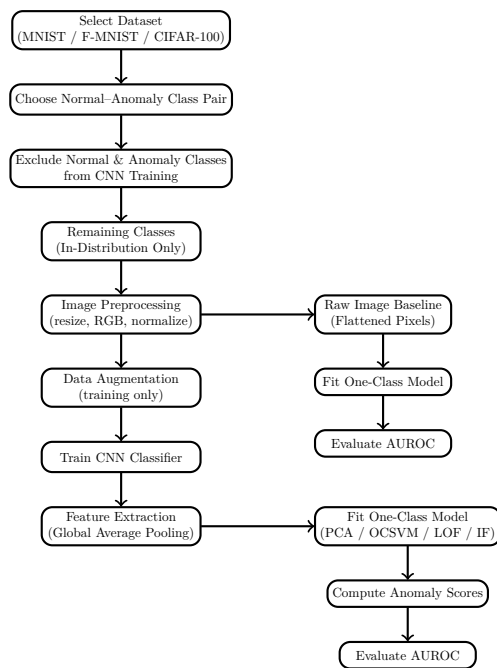 Select Dataset
(MNIST / F-MNIST / CIFAR-100)
Choose Normal–Anomaly Class Pair
Exclude Normal & Anomaly Classes
from CNN Training
Remaining Classes
(In-Distribution Only)
Image Preprocessing
(resize, RGB, normalize)
Raw Image Baseline
(Flattened Pixels)
Data Augmentation
(training only)
Fit One-Class Model
Train CNN Classifier
Evaluate AUROC
Feature Extraction
(Global Average Pooling)
Fit One-Class Model
(PCA / OCSVM / LOF / IF)
Compute Anomaly Scores
Evaluate AUROC